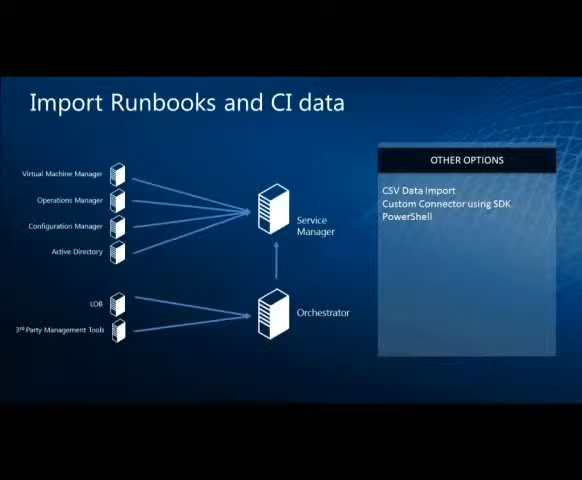 Import Runbooks and CI data
Virtual Machine Manager
Operations Manager
Configuration Manager
Active Directory
LOB
3rd Party Management Tools
Service
Manager
Orchestrator
OTHER OPTIONS
CSV Data Import
Custom Connector using SDK
PowerShell